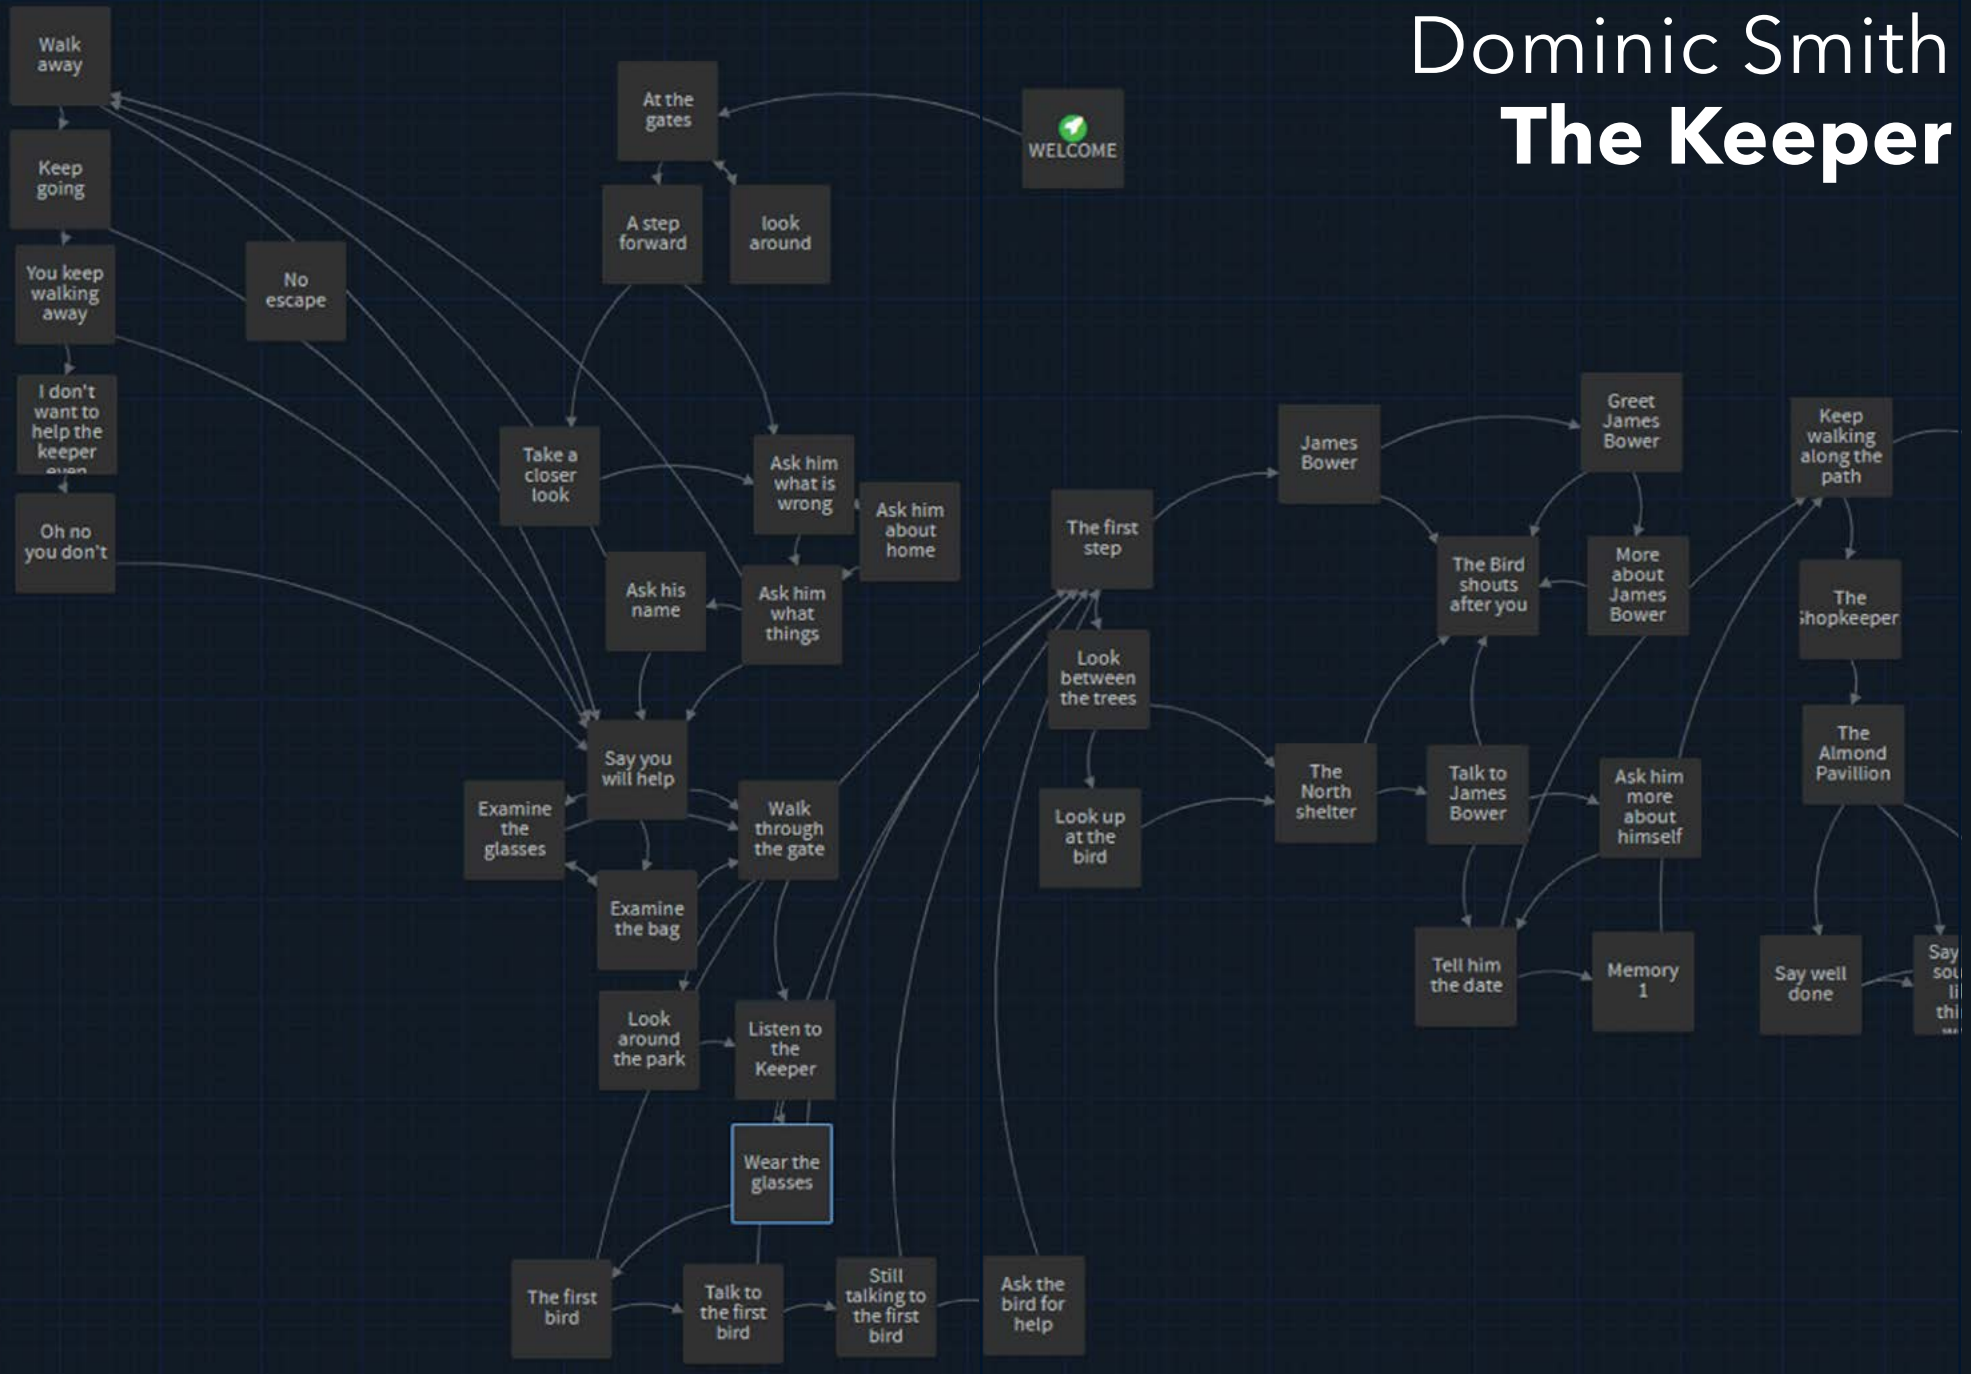 Dominic Smith
The Keeper
Walk
away
Keep
going
You keep
walking
away
I don't
want to
help the
keeper
even
Oh no
you don't
No
escape
At the
gates
WELCOME
A step
forward
look
around
Take a
closer
look
Ask him
what is
wrong
Ask him
about
home
Ask his
name
Ask him
what
things
Say you
will help
Examine
the
glasses
Walk
through
the gate
Examine
the bag
Look
around
the park
Listen to
the
Keeper
Wear the
glasses
The first
bird
Talk to
the first
bird
Still
talking to
the first
bird
Ask the
bird for
help
The first
step
Look
between
the trees
Look up
at the
bird
James
Bower
Greet
James
Bower
The Bird
shouts
after you
More
about
James
Bower
The
North
shelter
Talk to
James
Bower
Ask him
more
about
himself
Tell him
the date
Memory
1
Keep
walking
along the
path
The
hopkeeper
The
Almond
Pavillion
Say well
done
Say
sou
li
thi